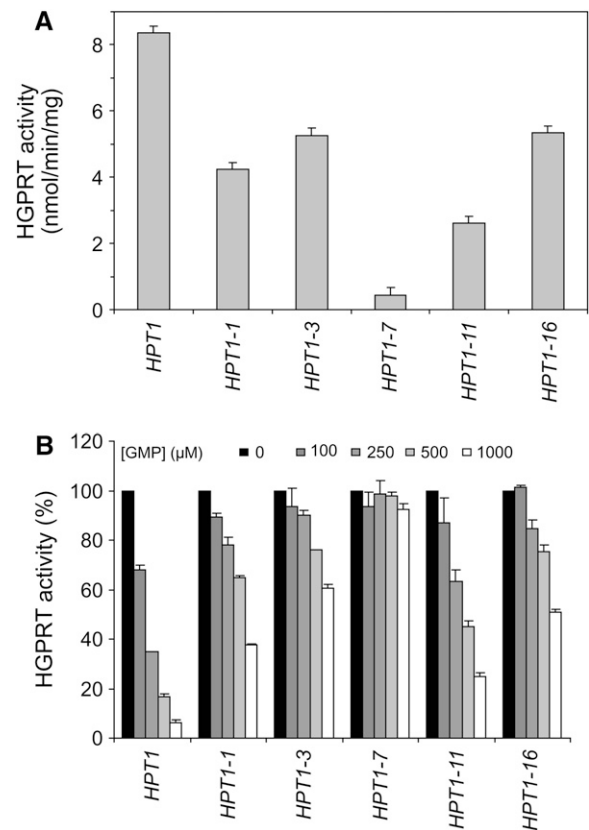 A
HGPRT activity
(nmol/min/mg)
8
6
4
2
0
HPT1
HPT1-1
HPT1-3
HPT1-7
HPT1-11
HPT1-16
B
[GMP] (µM) 0 100 250 500 1000
HGPRT activity (%)
120
100
80
60
40
20
0
HPT1
HPT1-1
HPT1-3
HPT1-7
HPT1-11
HPT1-16